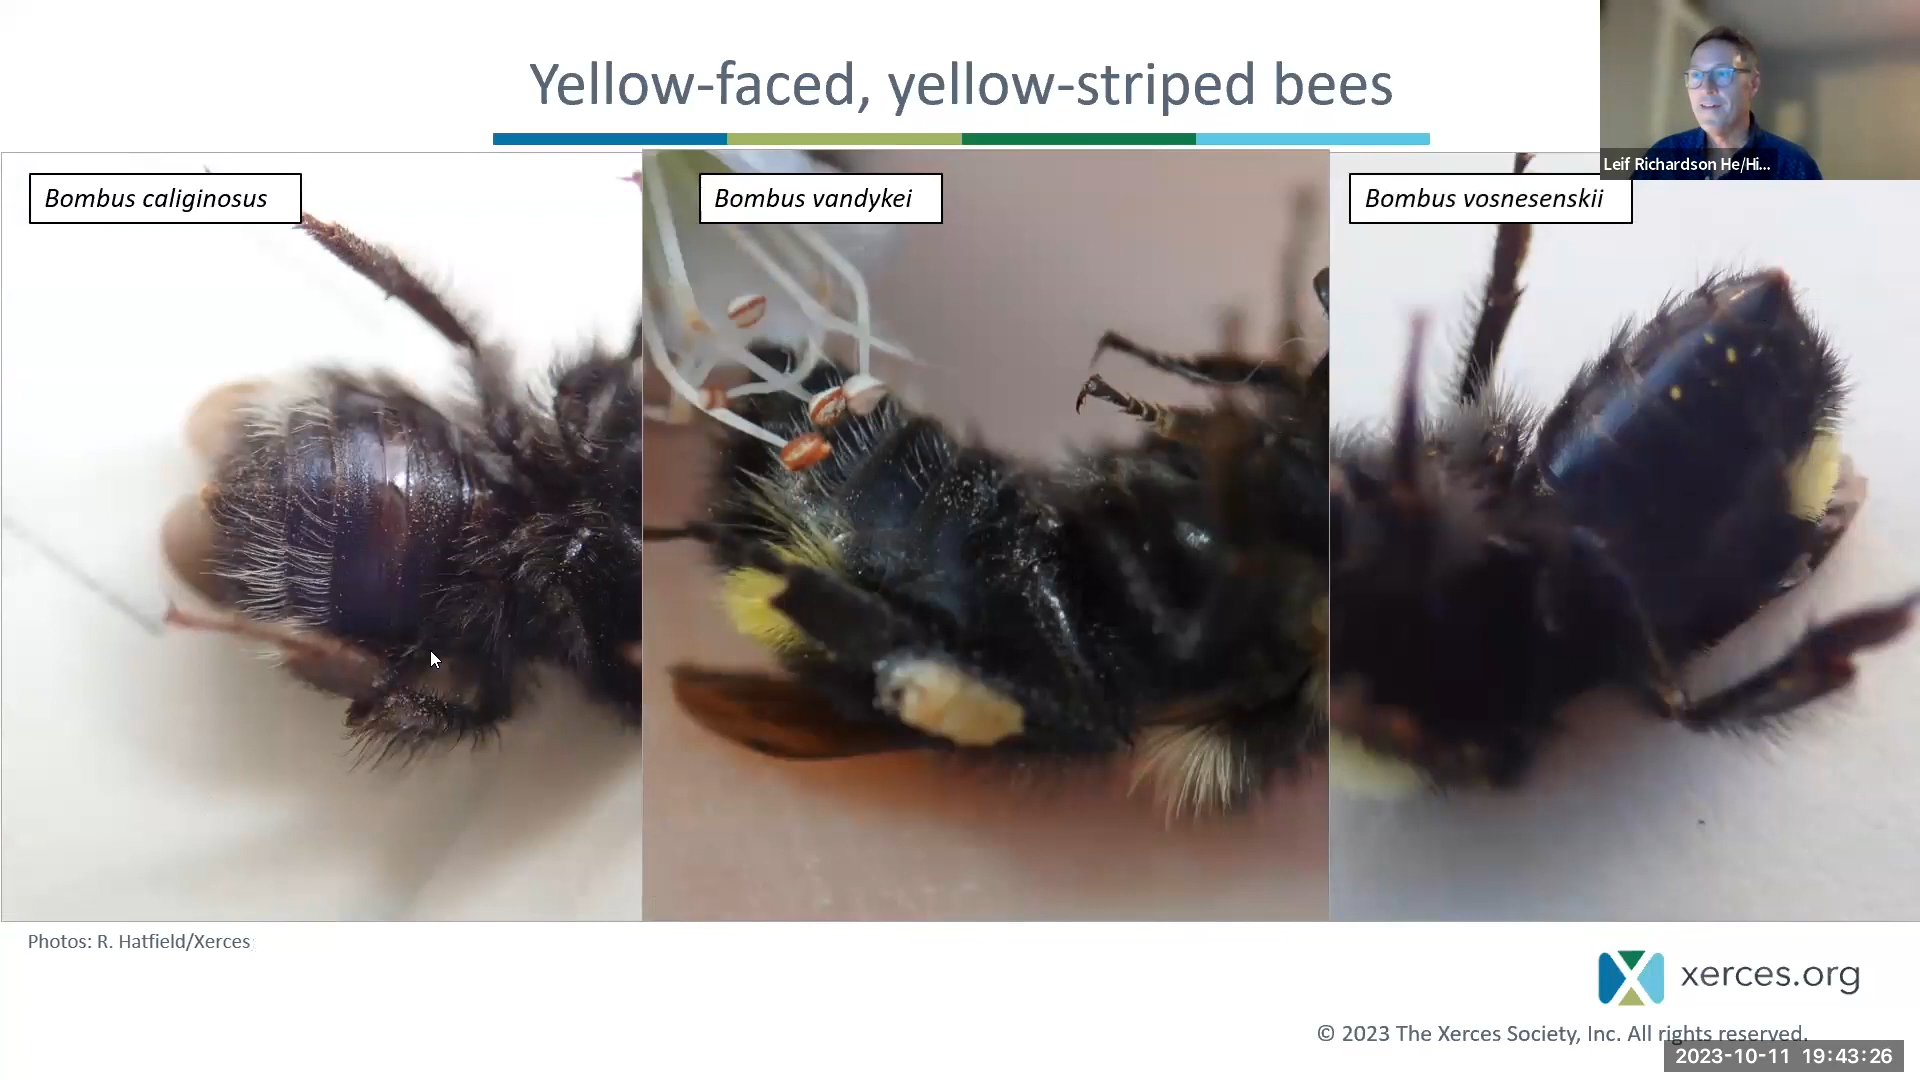 Yellow-faced, yellow-striped bees
Leif Richardson He/Hi...
Bombus caliginosus
Bombus vandykei
Bombus vosnesenskii
Photos: R. Hatfield/Xerces
xerces.org
© 2023 The Xerces Society, Inc. All rights reserved.
2023-10-11 19:43:26